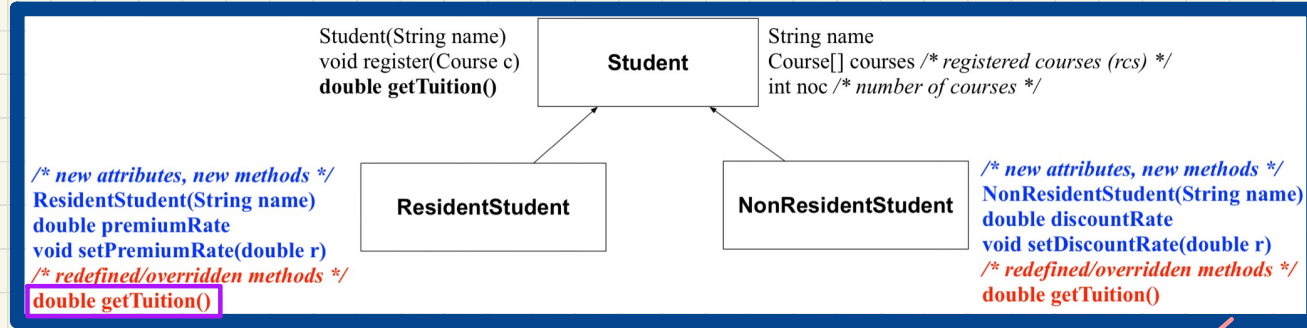 Student(String name)
void register(Course c)
double getTuition()
Student
String name
Course[] courses /* registered courses (rcs) */
int noc /* number of courses */
/* new attributes, new methods */
ResidentStudent(String name)
double premiumRate
void setPremiumRate(double r)
/* redefined/overridden methods */
double getTuition()
ResidentStudent
NonResidentStudent
/* new attributes, new methods */
NonResidentStudent(String name)
double discountRate
void setDiscountRate(double r)
/* redefined/overridden methods */
double getTuition()